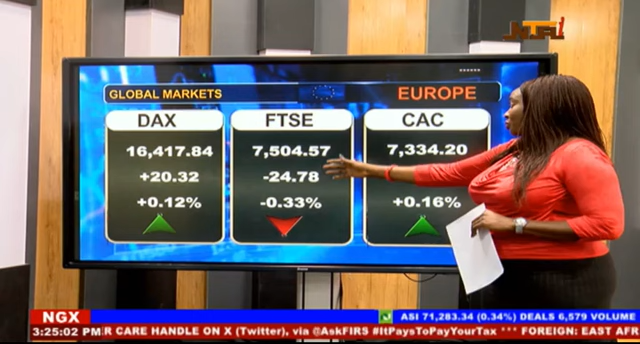 GLOBAL MARKETS
EUROPE
DAX
16,417.84
+20.32
+0.12%
FTSE
7,504.57
-24.78
-0.33%
CAC
7,334.20
+0.16%
NGX
ASI 71,283.34 (0.34%) DEALS 6,579 VOLUME
3:25:02 PM
ER CARE HANDLE ON X (Twitter), via @AskFIRS #ItPaysToPayYourTax *** FOREIGN: EAST AFR